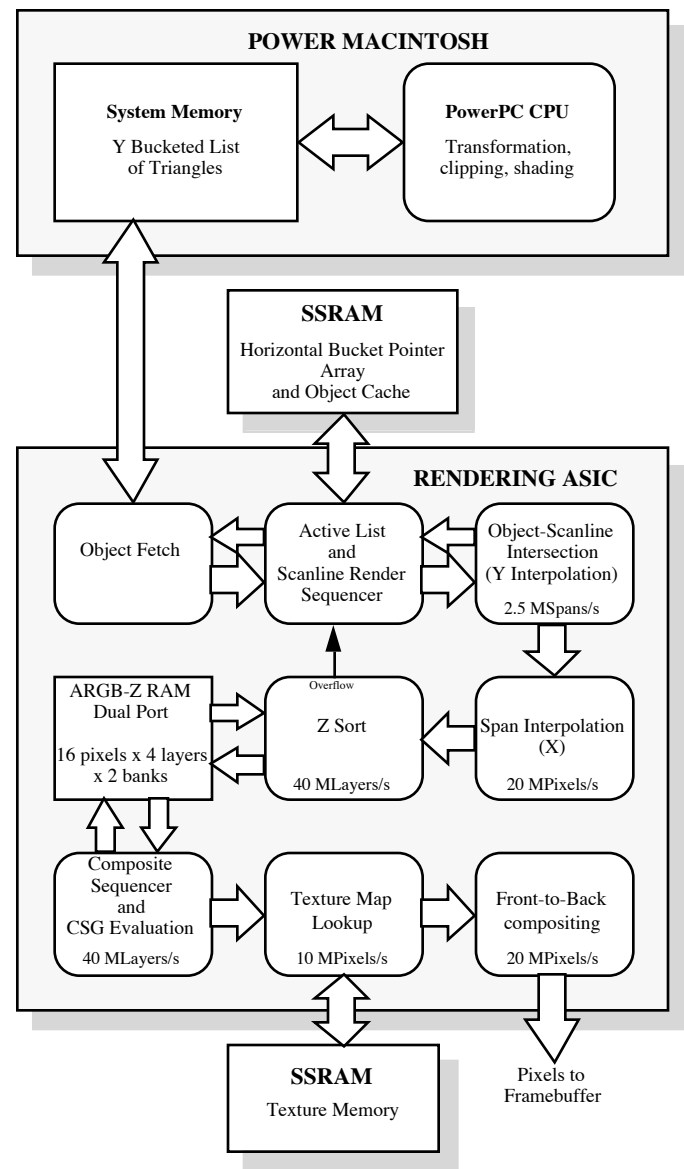 POWER MACINTOSH
System Memory
Y Bucketed List
of Triangles
PowerPC CPU
Transformation,
clipping, shading
SSRAM
Horizontal Bucket Pointer
Array
and Object Cache
RENDERING ASIC
Object Fetch
Active List
and
Scanline Render
Sequencer
Object-Scanline
Intersection
(Y Interpolation)
2.5 MSpans/s
ARGB-Z RAM
Dual Port
16 pixels x 4 layers
x 2 banks
Overflow
Z Sort
40 MLayers/s
Span Interpolation
(X)
20 MPixels/s
Composite
Sequencer
and
CSG Evaluation
40 MLayers/s
Texture Map
Lookup
10 MPixels/s
Front-to-Back
compositing
20 MPixels/s
SSRAM
Texture Memory
Pixels to
Framebuffer